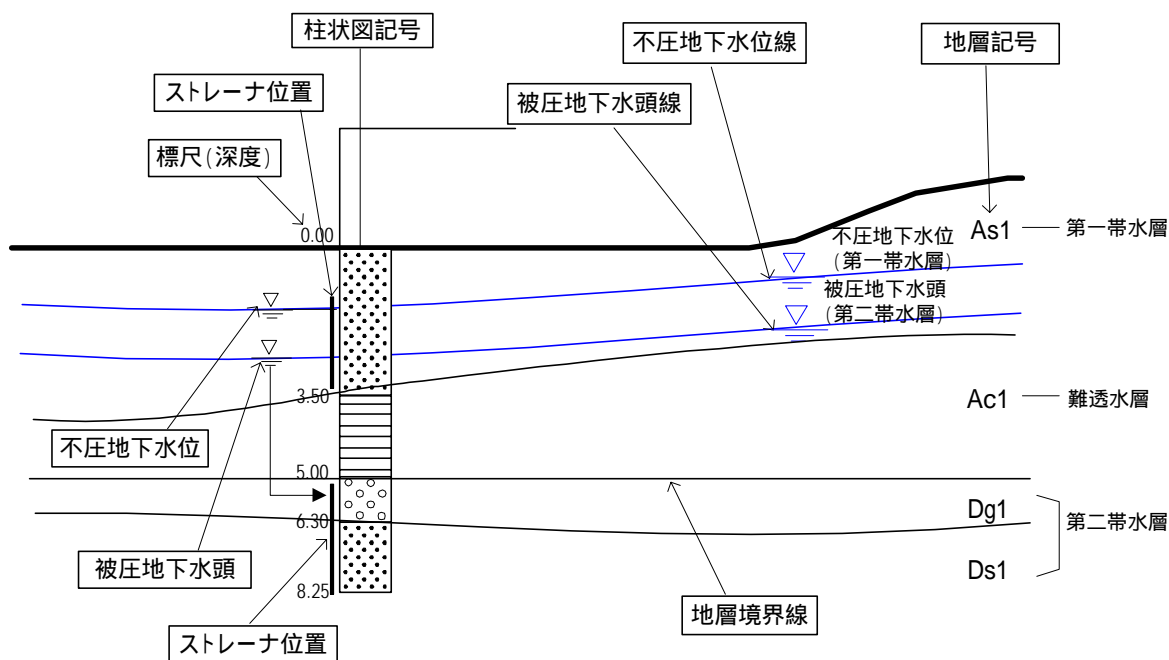 柱状図記号
不圧地下水位線
地層記号
ストレーナ位置
被圧地下水頭線
標尺(深度)
0.00
As1
第一帯水層
不圧地下水位
(第一帯水層)
被圧地下水頭
(第二帯水層)
3.50
Ac1
難透水層
不圧地下水位
5.00
Dg1
6.30
第二帯水層
被圧地下水頭
Ds1
8.25
地層境界線
ストレーナ位置